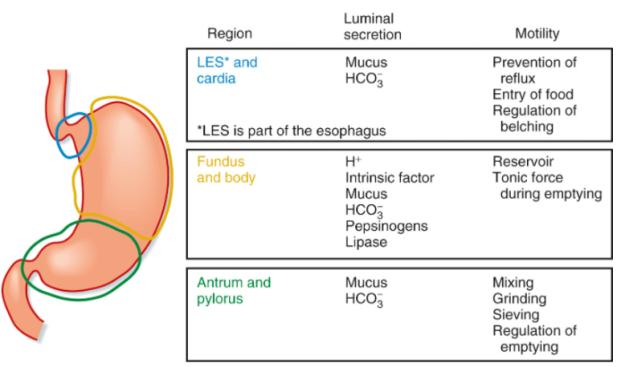 Region
Luminal
secretion
Motility
LES* and
cardia
Mucus
HCO₃⁻
Prevention of
reflux
Entry of food
Regulation of
belching
*LES is part of the esophagus
Fundus
and body
H⁺
Intrinsic factor
Mucus
HCO₃⁻
Pepsinogens
Lipase
Reservoir
Tonic force
during emptying
Antrum and
pylorus
Mucus
HCO₃⁻
Mixing
Grinding
Sieving
Regulation of
emptying